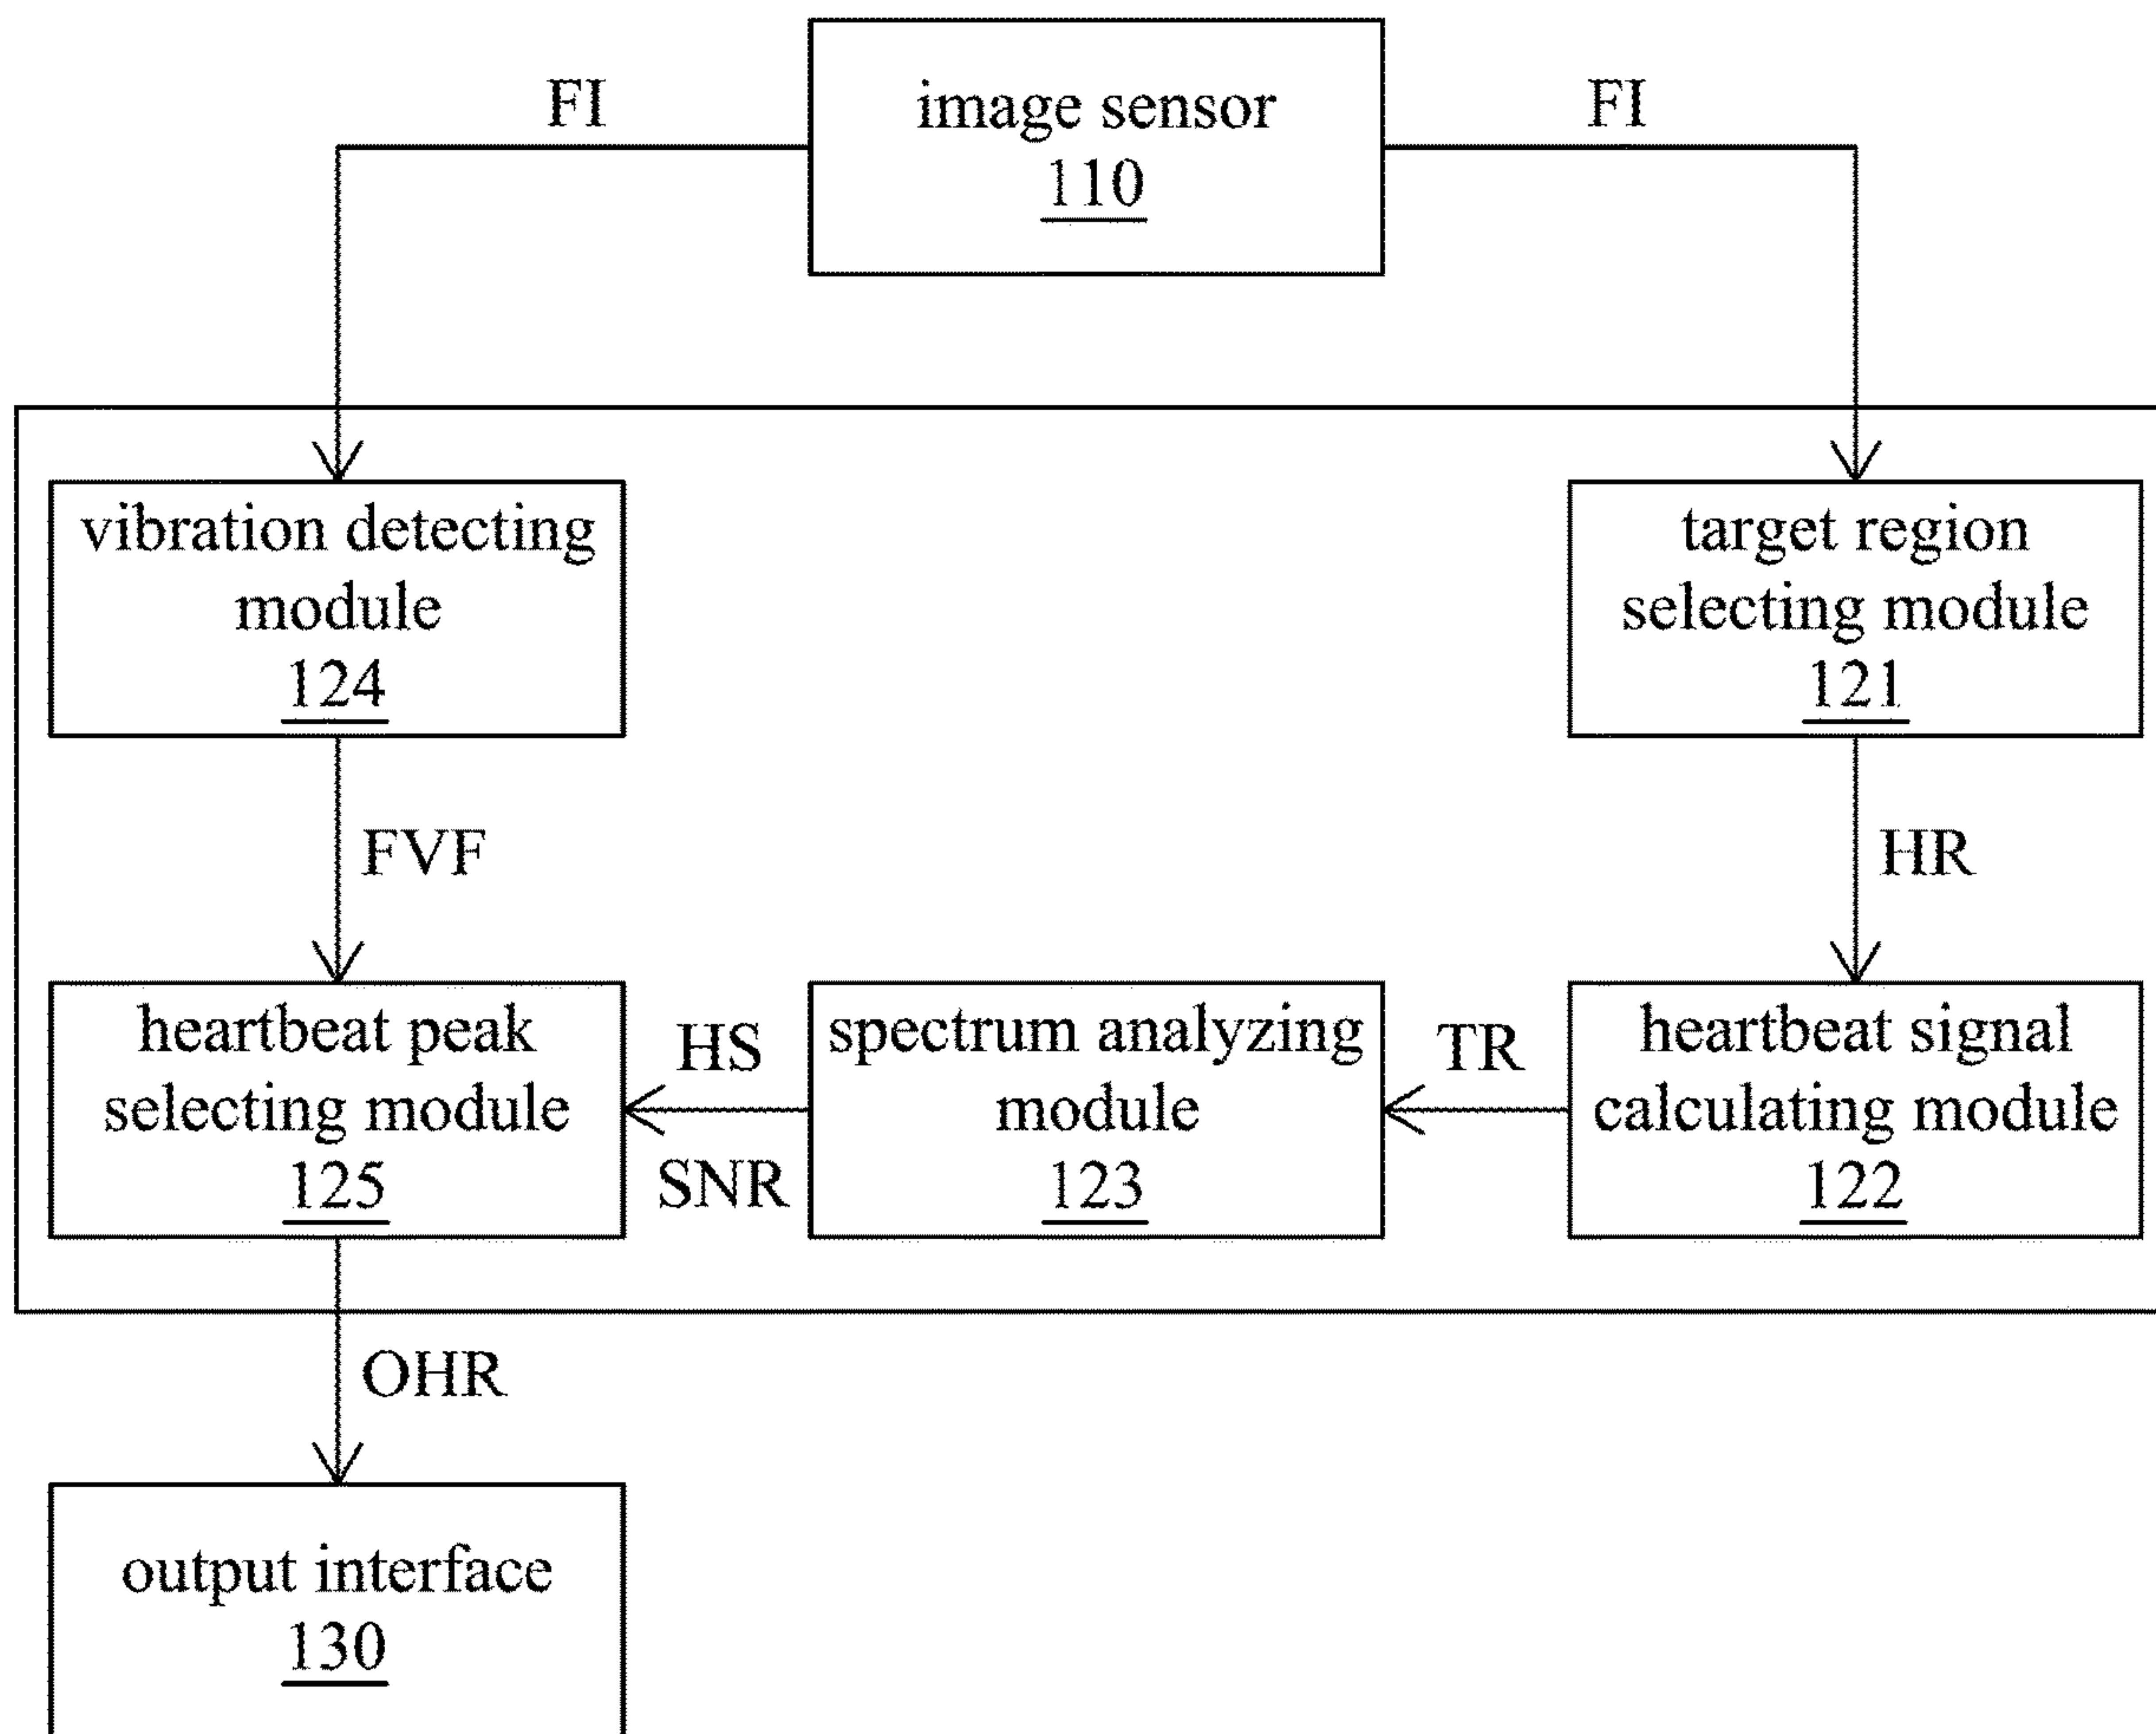 FI
image sensor
110
FI
vibration detecting
module
124
target region
selecting module
121
FVF
HR
heartbeat peak
selecting module
125
HS
SNR
spectrum analyzing
module
123
TR
heartbeat signal
calculating module
122
OHR
output interface
130